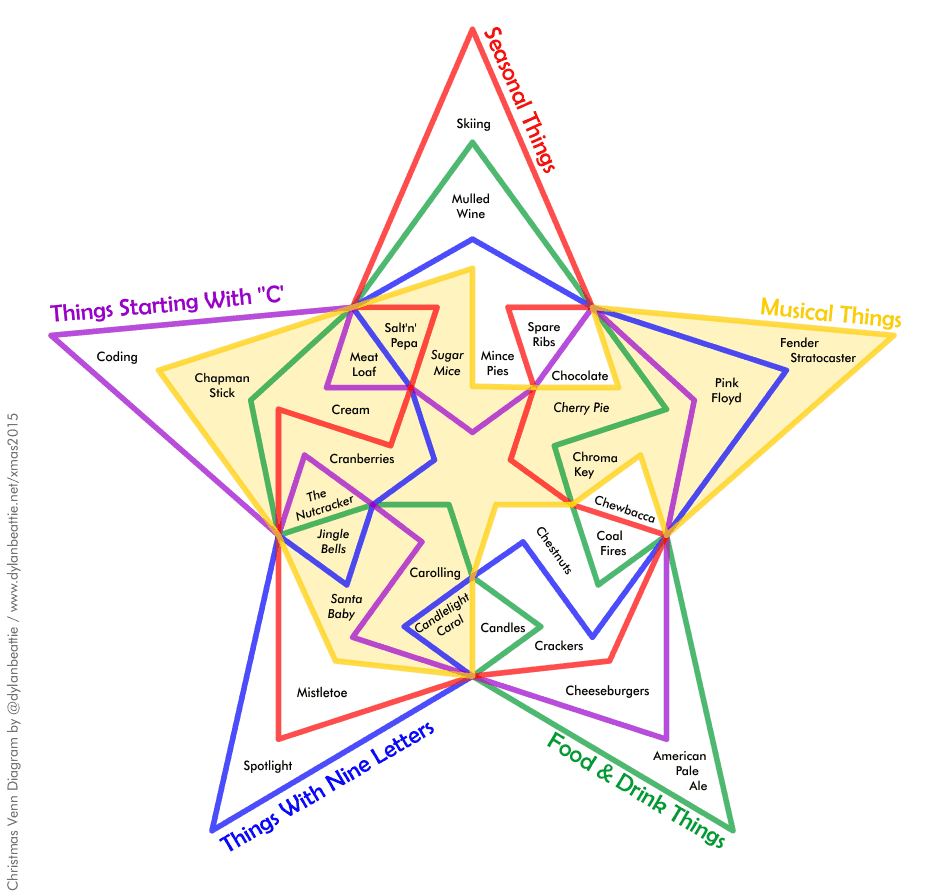 Seasonal Things
Skiing
Mulled
Wine
Things Starting With "C'
Musical Things
Coding
Fender
Stratocaster
Chapman
Stick
Salt'n'
Pepa
Meat
Loaf
Sugar
Mice
Mince
Pies
Spare
Ribs
Chocolate
Pink
Floyd
Cream
Cherry Pie
Cranberries
Chroma
Key
The
Nutcracker
Chewbacca
Jingle
Bells
Coal
Fires
Chestnuts
Carolling
Santa
Baby
Candlelight
Carol
Candles
Crackers
Mistletoe
Cheeseburgers
Spotlight
American
Pale
Ale
Things With Nine Letters
Food & Drink Things
Christmas Venn Diagram by @dylanbeattie / www.dylanbeattie.net/xmas2015